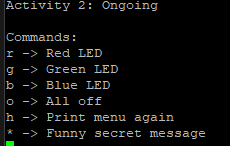 Activity 2: Ongoing
Commands:
r -> Red LED
g -> Green LED
b -> Blue LED
o -> All off
h -> Print menu again
* -> Funny secret message